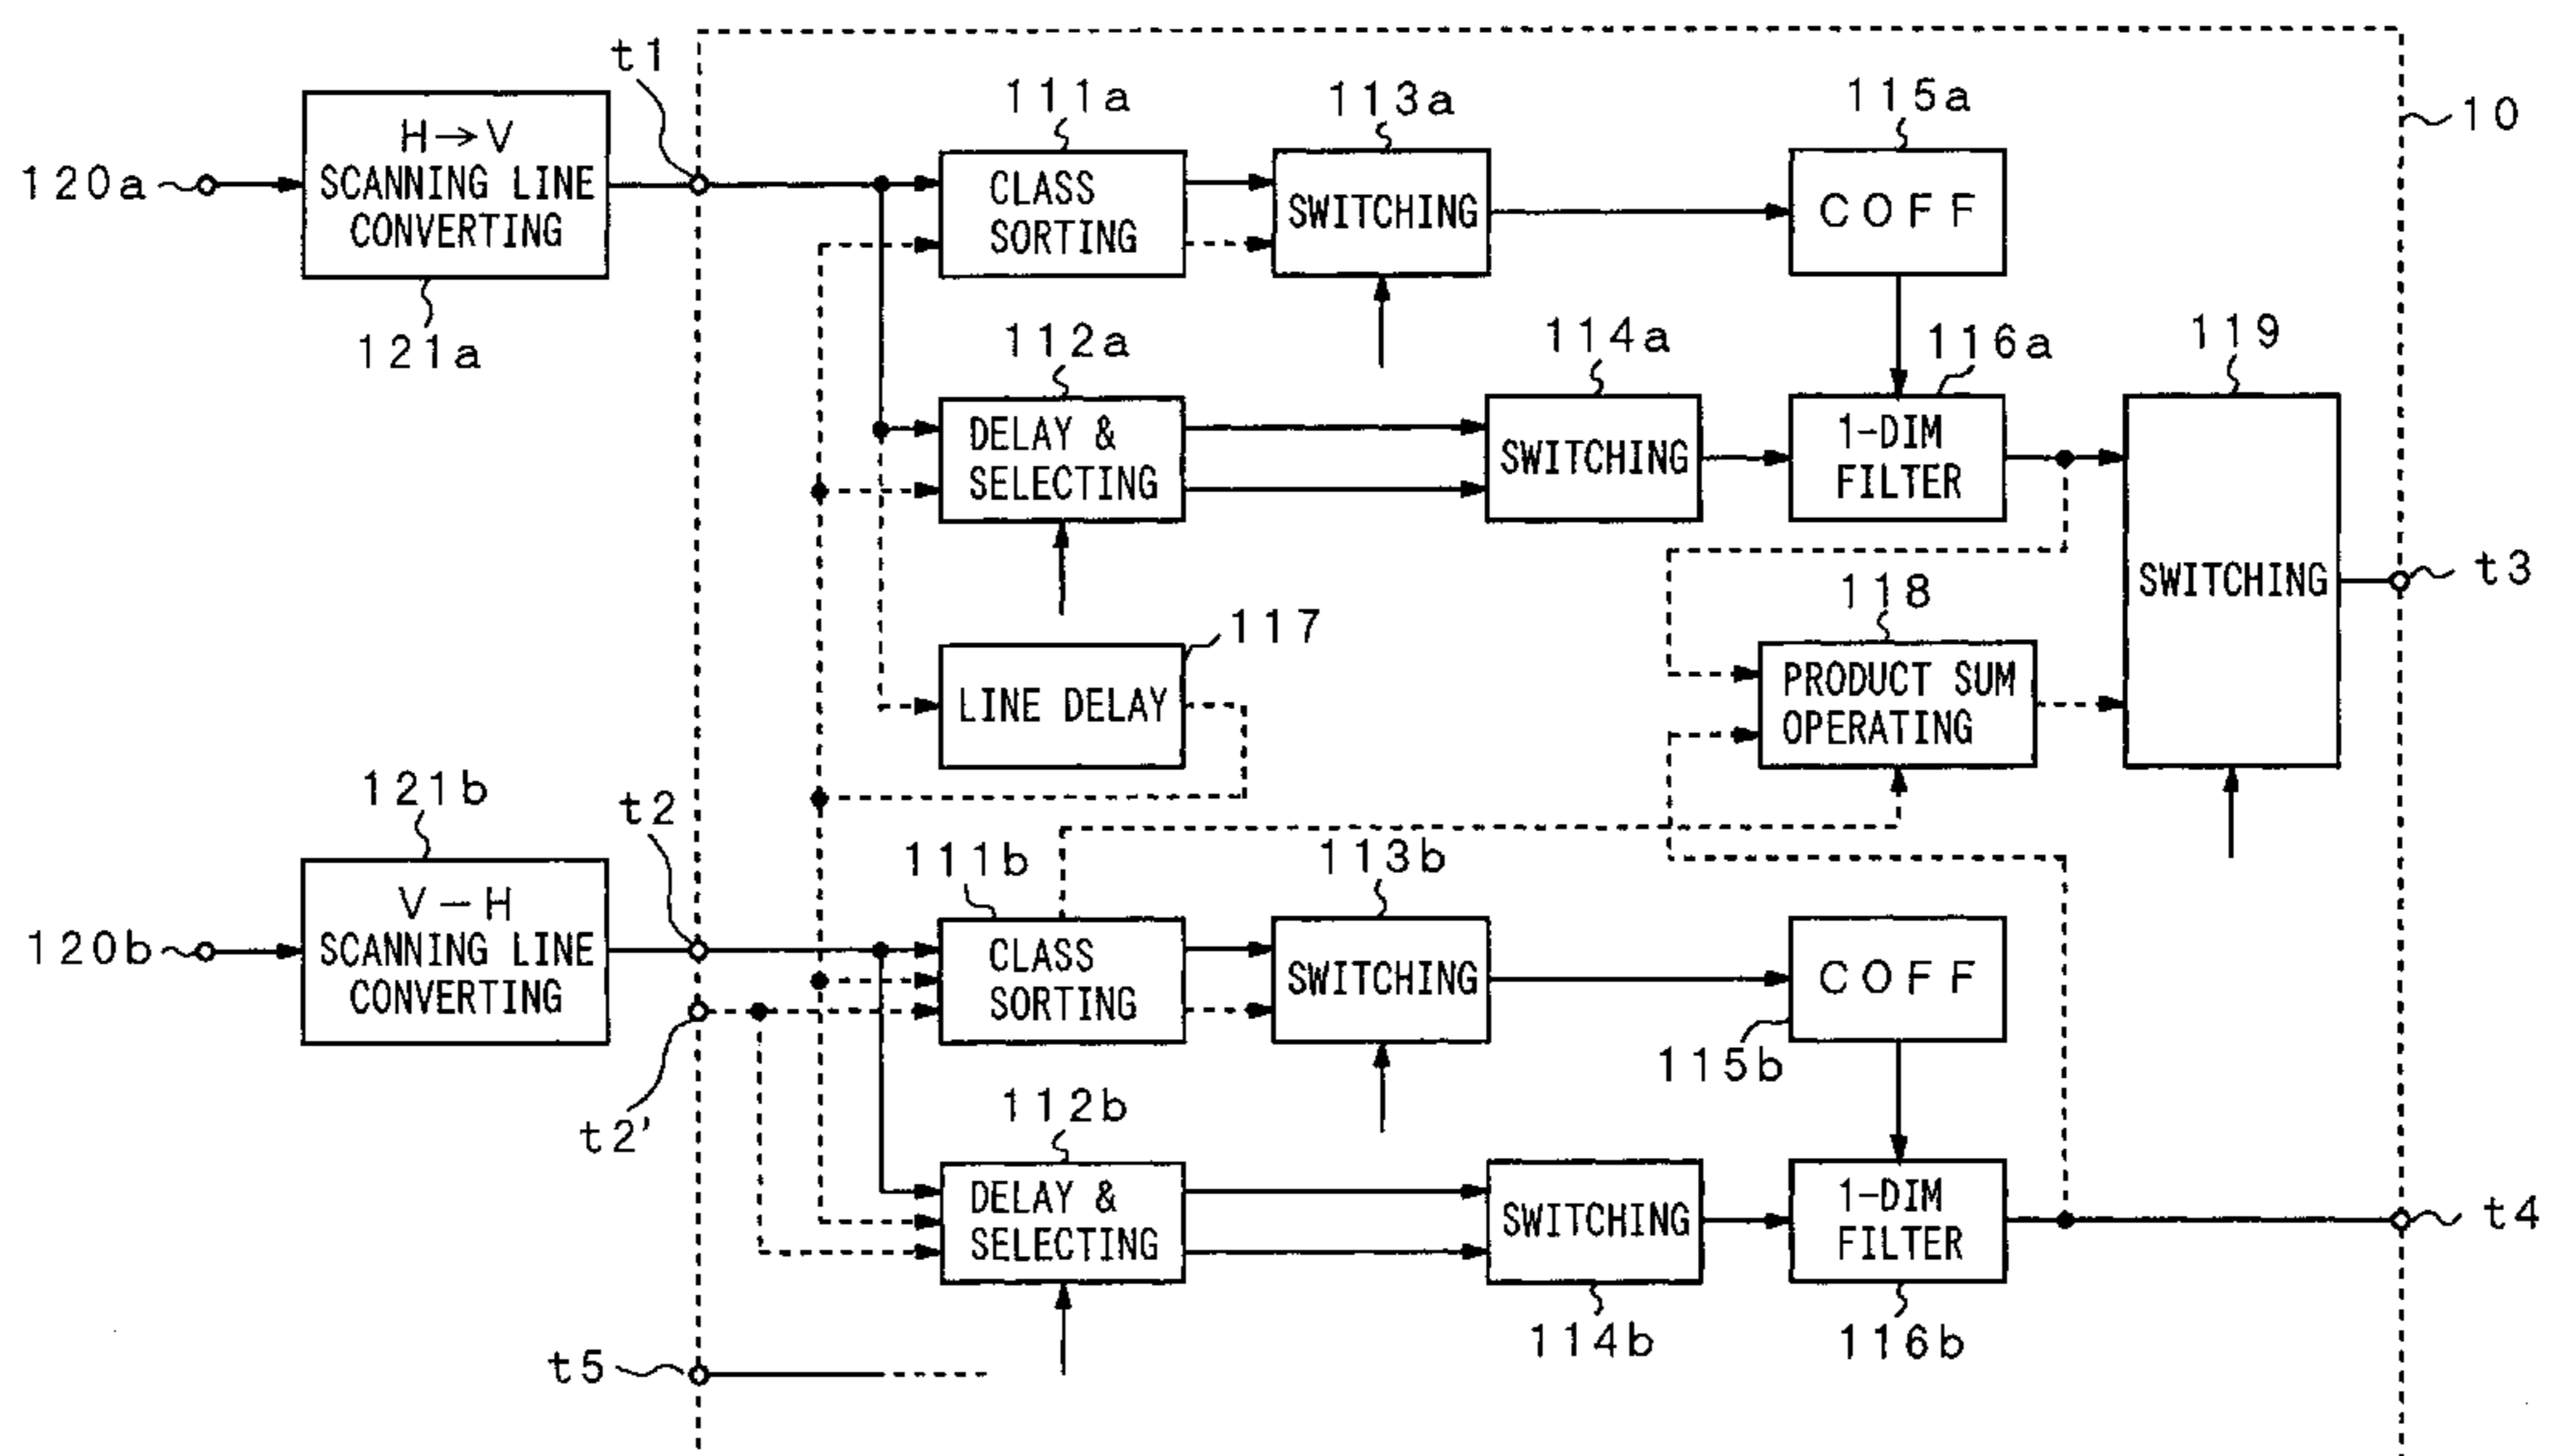 t1
111a
113a
115a
10
H→V
SCANNING LINE
CONVERTING
120a
CLASS
SORTING
SWITCHING
COFF
121a
112a
114a
116a
119
DELAY &
SELECTING
SWITCHING
1-DIM
FILTER
SWITCHING
t3
117
118
LINE DELAY
PRODUCT SUM
OPERATING
121b
t2
111b
113b
V—H
SCANNING LINE
CONVERTING
120b
CLASS
SORTING
SWITCHING
COFF
115b
t2'
112b
DELAY &
SELECTING
SWITCHING
1-DIM
FILTER
t4
114b
116b
t5